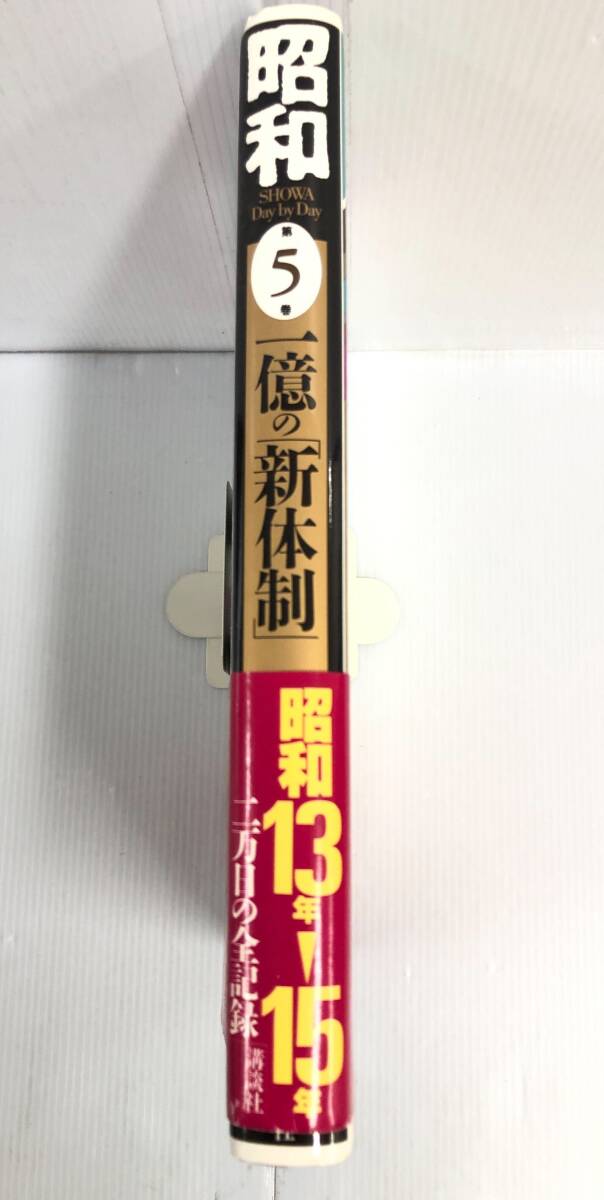 昭和
SHOWA
Day by Day
第
5
巻
一億の「新体制」
昭和
13年
15年
二万日の全記録
講談社